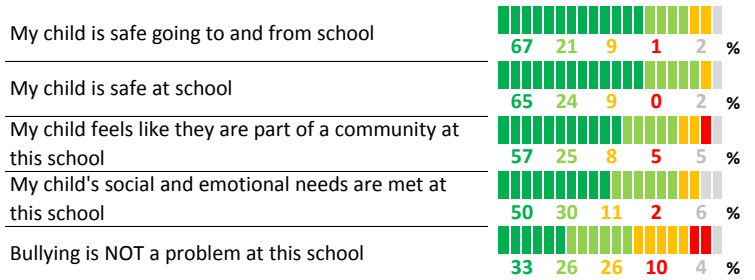 My child is safe going to and from school
67 21 9 1 2 %
My child is safe at school
65 24 9 0 2 %
My child feels like they are part of a community at
this school
57 25 8 5 5 %
My child's social and emotional needs are met at
this school
50 30 11 2 6 %
Bullying is NOT a problem at this school
33 26 26 10 4 %